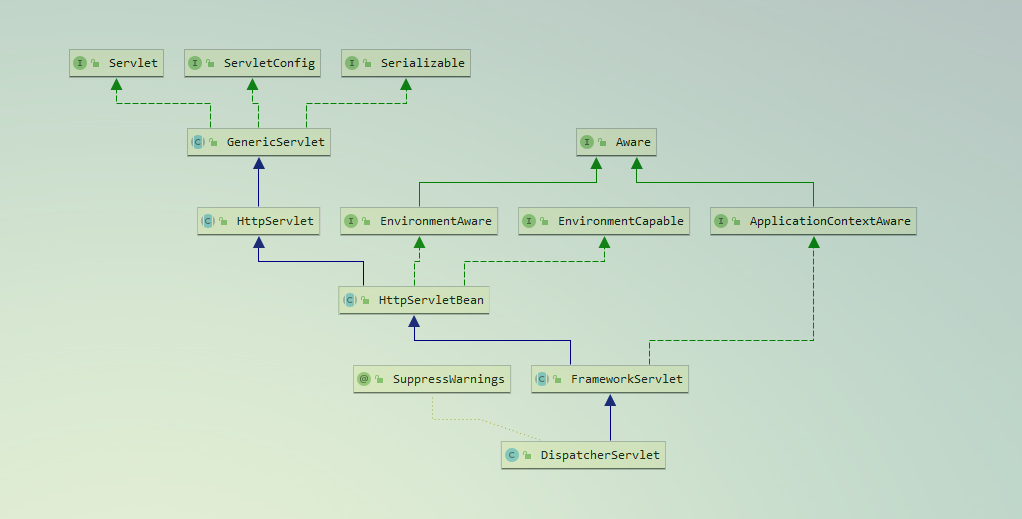 I Servlet
I ServletConfig
I Serializable
C GenericServlet
I Aware
C HttpServlet
I EnvironmentAware
I EnvironmentCapable
I ApplicationContextAware
C HttpServletBean
@ SuppressWarnings
C FrameworkServlet
C DispatcherServlet